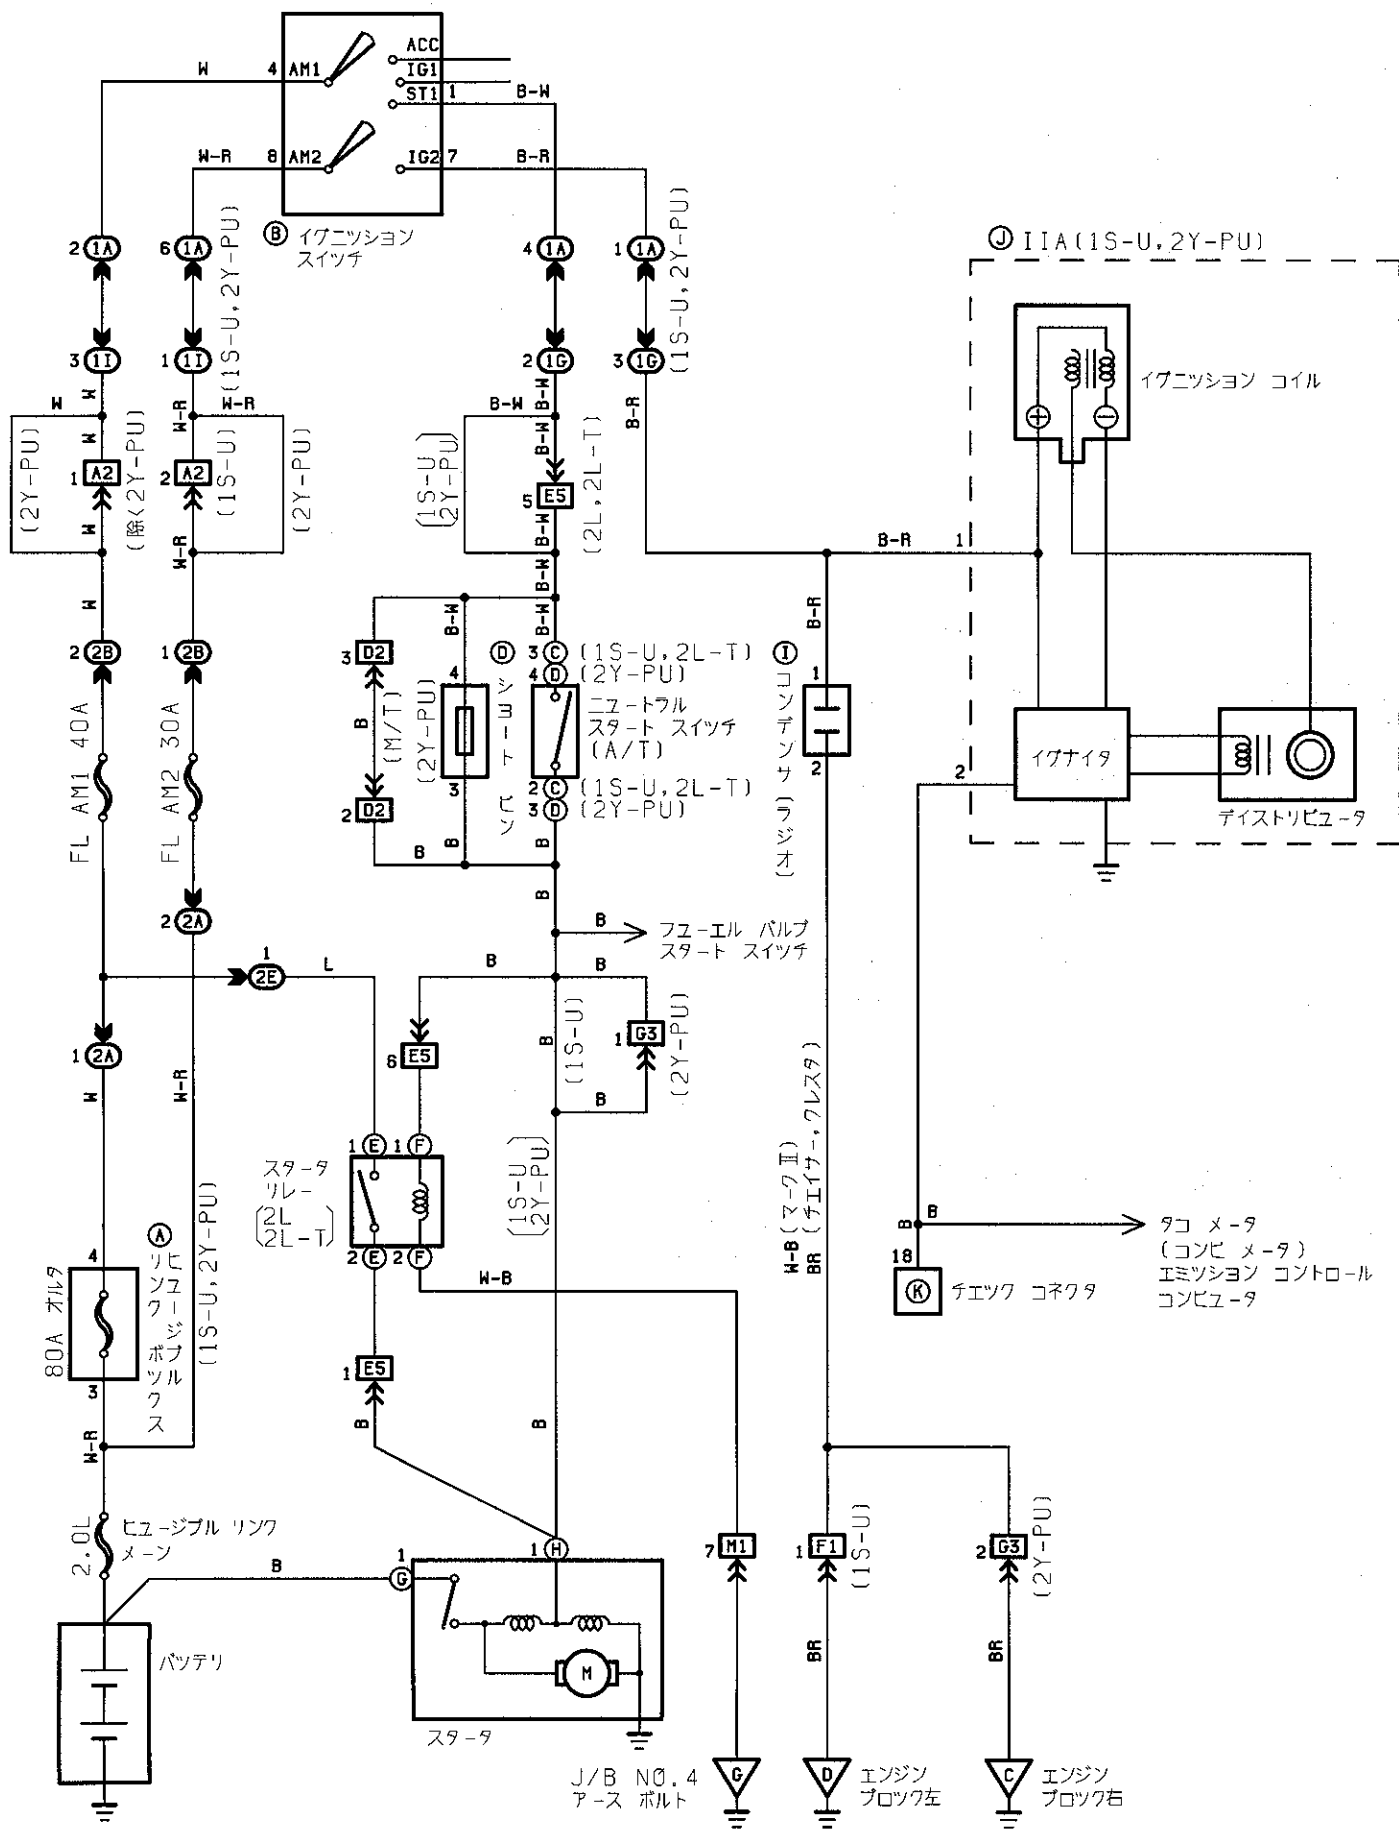 ACC
W
4
AM1
IG1
ST1
1
B-W
W-R
8
AM2
IG2
7
B-R
Ⓑ イグニッション
スイッチ
Ⓙ IIA(1S-U,2Y-PU)
2 1A
6 1A
4 1A
1 1A
(1S-U,2Y-PU)
(1S-U,2Y-PU)
3 1I
1 1I
2 1G
3 1G
イグニッション コイル
W
W
W-R
W-R
B-W
B-W
B-R
(2Y-PU)
W
1 A2
W
(除く2Y-PU)
W-R
2 A2
(1S-U)
W-R
(2Y-PU)
(1S-U
2Y-PU)
B-W
5 E5
B-W
(2L,2L-T)
B-R
1
W
B-W
B-W
B-W
B-R
2 2B
1 2B
3 D2
Ⓓ
3 Ⓒ (1S-U,2L-T)
4 Ⓓ (2Y-PU)
Ⓘ
4
1
FL AM1 40A
FL AM2 30A
B
(M/T)
(2Y-PU)
ショート ピン
ニュートラル
スタート スイッチ
(A/T)
コンデンサ (ラジオ)
イグナイタ
2
3
2
2 D2
2 Ⓒ (1S-U,2L-T)
3 Ⓓ (2Y-PU)
ディストリビュータ
B
B
B
B
2 2A
B
フューエル バルブ
スタート スイッチ
1
2E
L
B
B
B
(1S-U)
1 G3
(2Y-PU)
1 2A
6 E5
W
W-R
B
1 Ⓔ
1 Ⓕ
スタータ
リレー
(2L
2L-T)
(1S-U
2Y-PU)
W-B (マークⅡ)
BR (チェイサー,クレスタ)
2 Ⓔ
2 Ⓕ
W-B
(1S-U,2Y-PU)
Ⓐ
ヒュージブル
リンク ボックス
4
80A オルタ
3
B
B
タコ メータ
(コンビ メータ)
エミッション コントロール
コンピュータ
18
Ⓚ チェック コネクタ
1 E5
B
B
W-R
2.0L
ヒュージブル リンク
メーン
B
1
Ⓖ
1 Ⓗ
7 M1
1 F1
(1S-U)
2 G3
(2Y-PU)
BR
BR
M
バッテリ
スタータ
J/B NO.4
アース ボルト
G
D
エンジン
ブロック左
C
エンジン
ブロック右